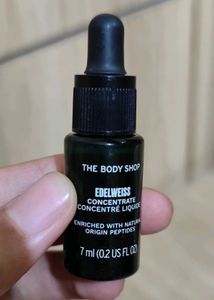 THE BODY SHOP
EDELWEISS
CONCENTRATE
CONCENTRÉ LIQUIDE
ENRICHED WITH NATURAL
ORIGIN PEPTIDES
7 ml (0.2 US FL OZ)